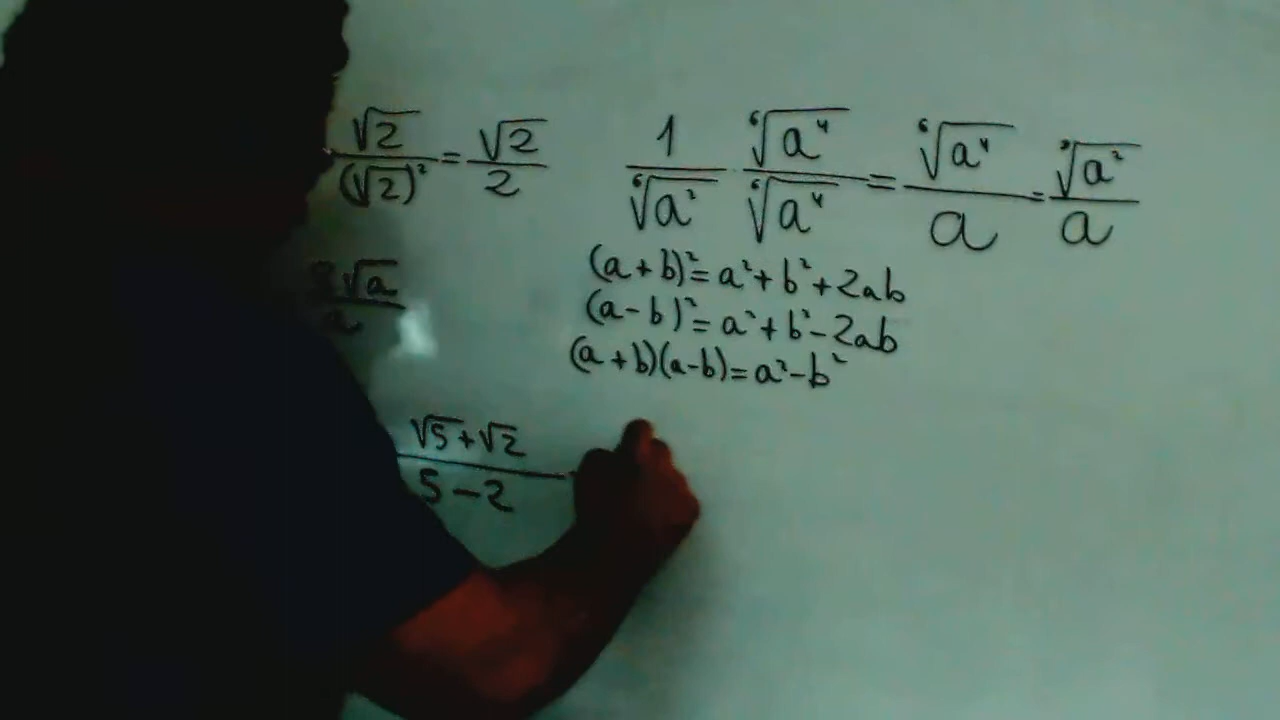 √2/(√2)² = √2/2
1/⁶√a² · ⁶√a⁴/⁶√a⁴ = ⁶√a⁴/a = ³√a²/a
√a/a
(a+b)²=a²+b²+2ab
(a-b)²=a²+b²-2ab
(a+b)(a-b)=a²-b²
√5+√2/5-2